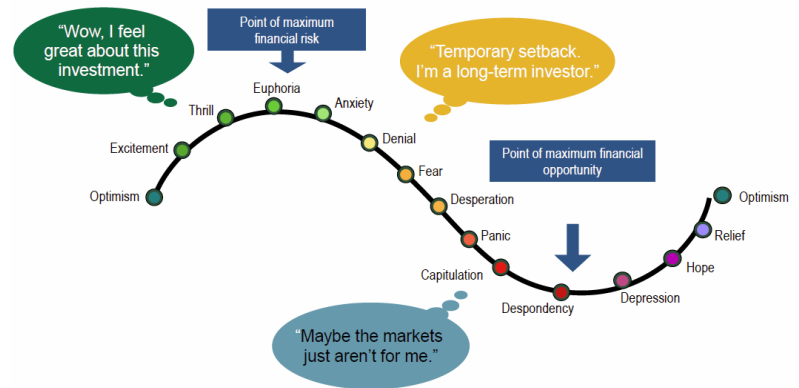 “Wow, I feel
great about this
investment.”
Point of maximum
financial risk
“Temporary setback.
I’m a long-term investor.”
Euphoria
Thrill
Anxiety
Excitement
Denial
Point of maximum financial
opportunity
Fear
Optimism
Desperation
Optimism
Panic
Relief
Capitulation
Hope
Despondency
Depression
“Maybe the markets
just aren’t for me.”